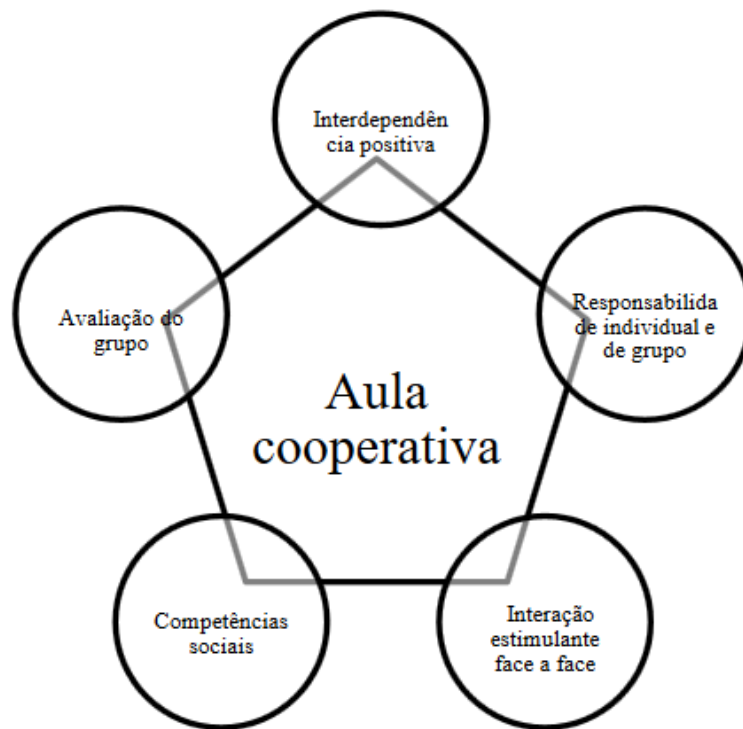 Interdependên
cia positiva
Avaliação do
grupo
Responsabilida
de individual e
de grupo
Aula
cooperativa
Competências
sociais
Interação
estimulante
face a face